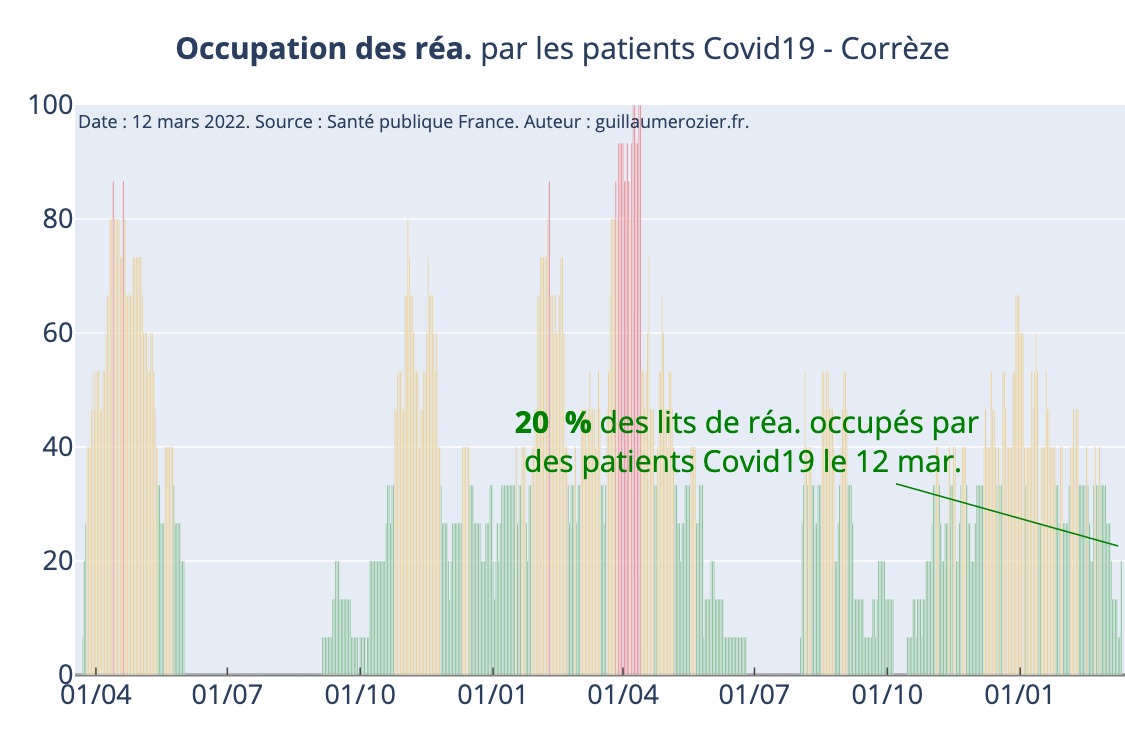 Occupation des réa. par les patients Covid19 - Corrèze
100
Date : 12 mars 2022. Source : Santé publique France. Auteur : guillaumerozier.fr.
80
60
20 % des lits de réa. occupés par
des patients Covid19 le 12 mar.
40
20
0
01/04 01/07 01/10 01/01 01/04 01/07 01/10 01/01